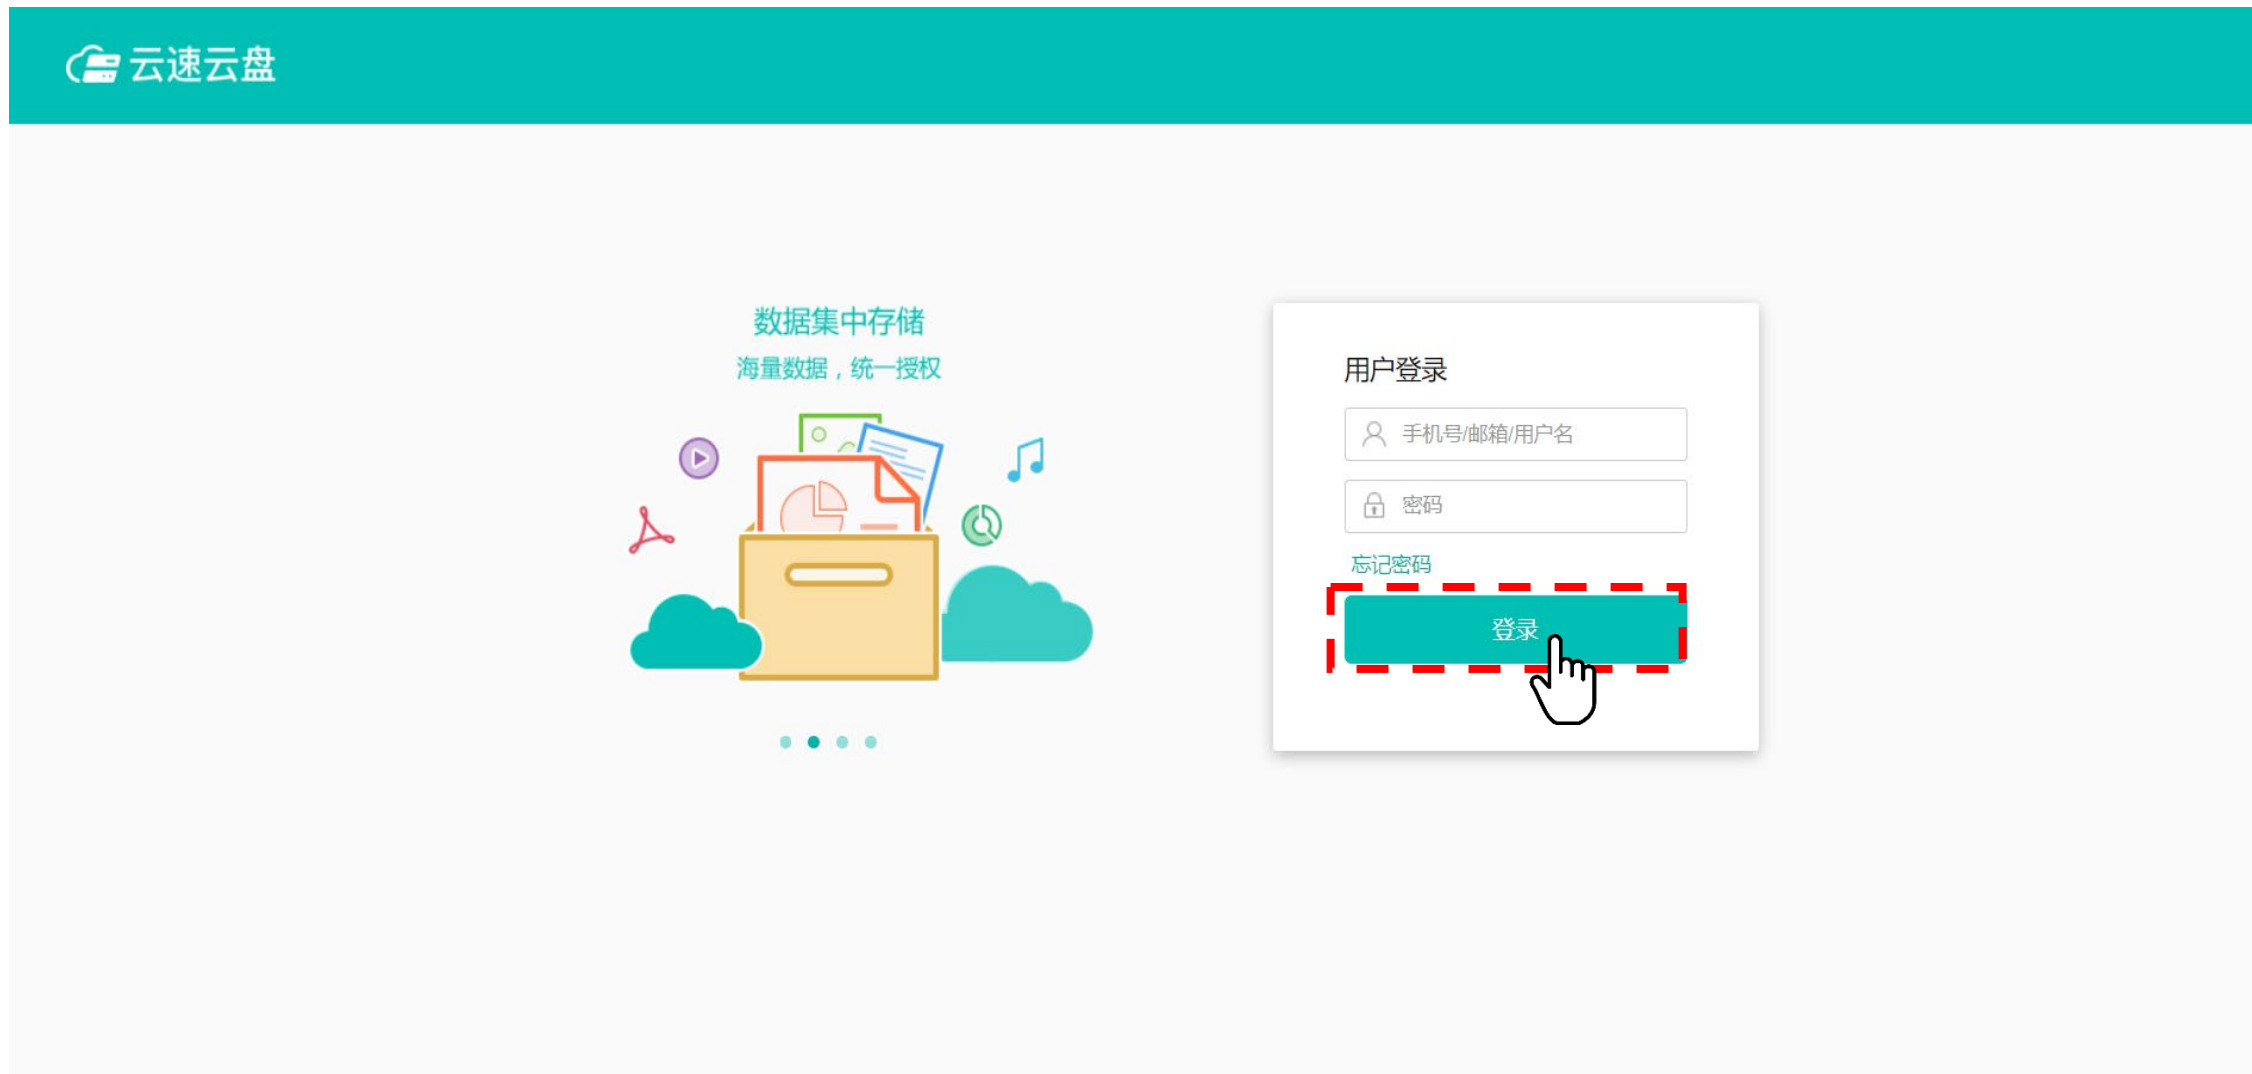 云速云盘
数据集中存储
海量数据，统一授权
用户登录
手机号/邮箱/用户名
密码
忘记密码
登录